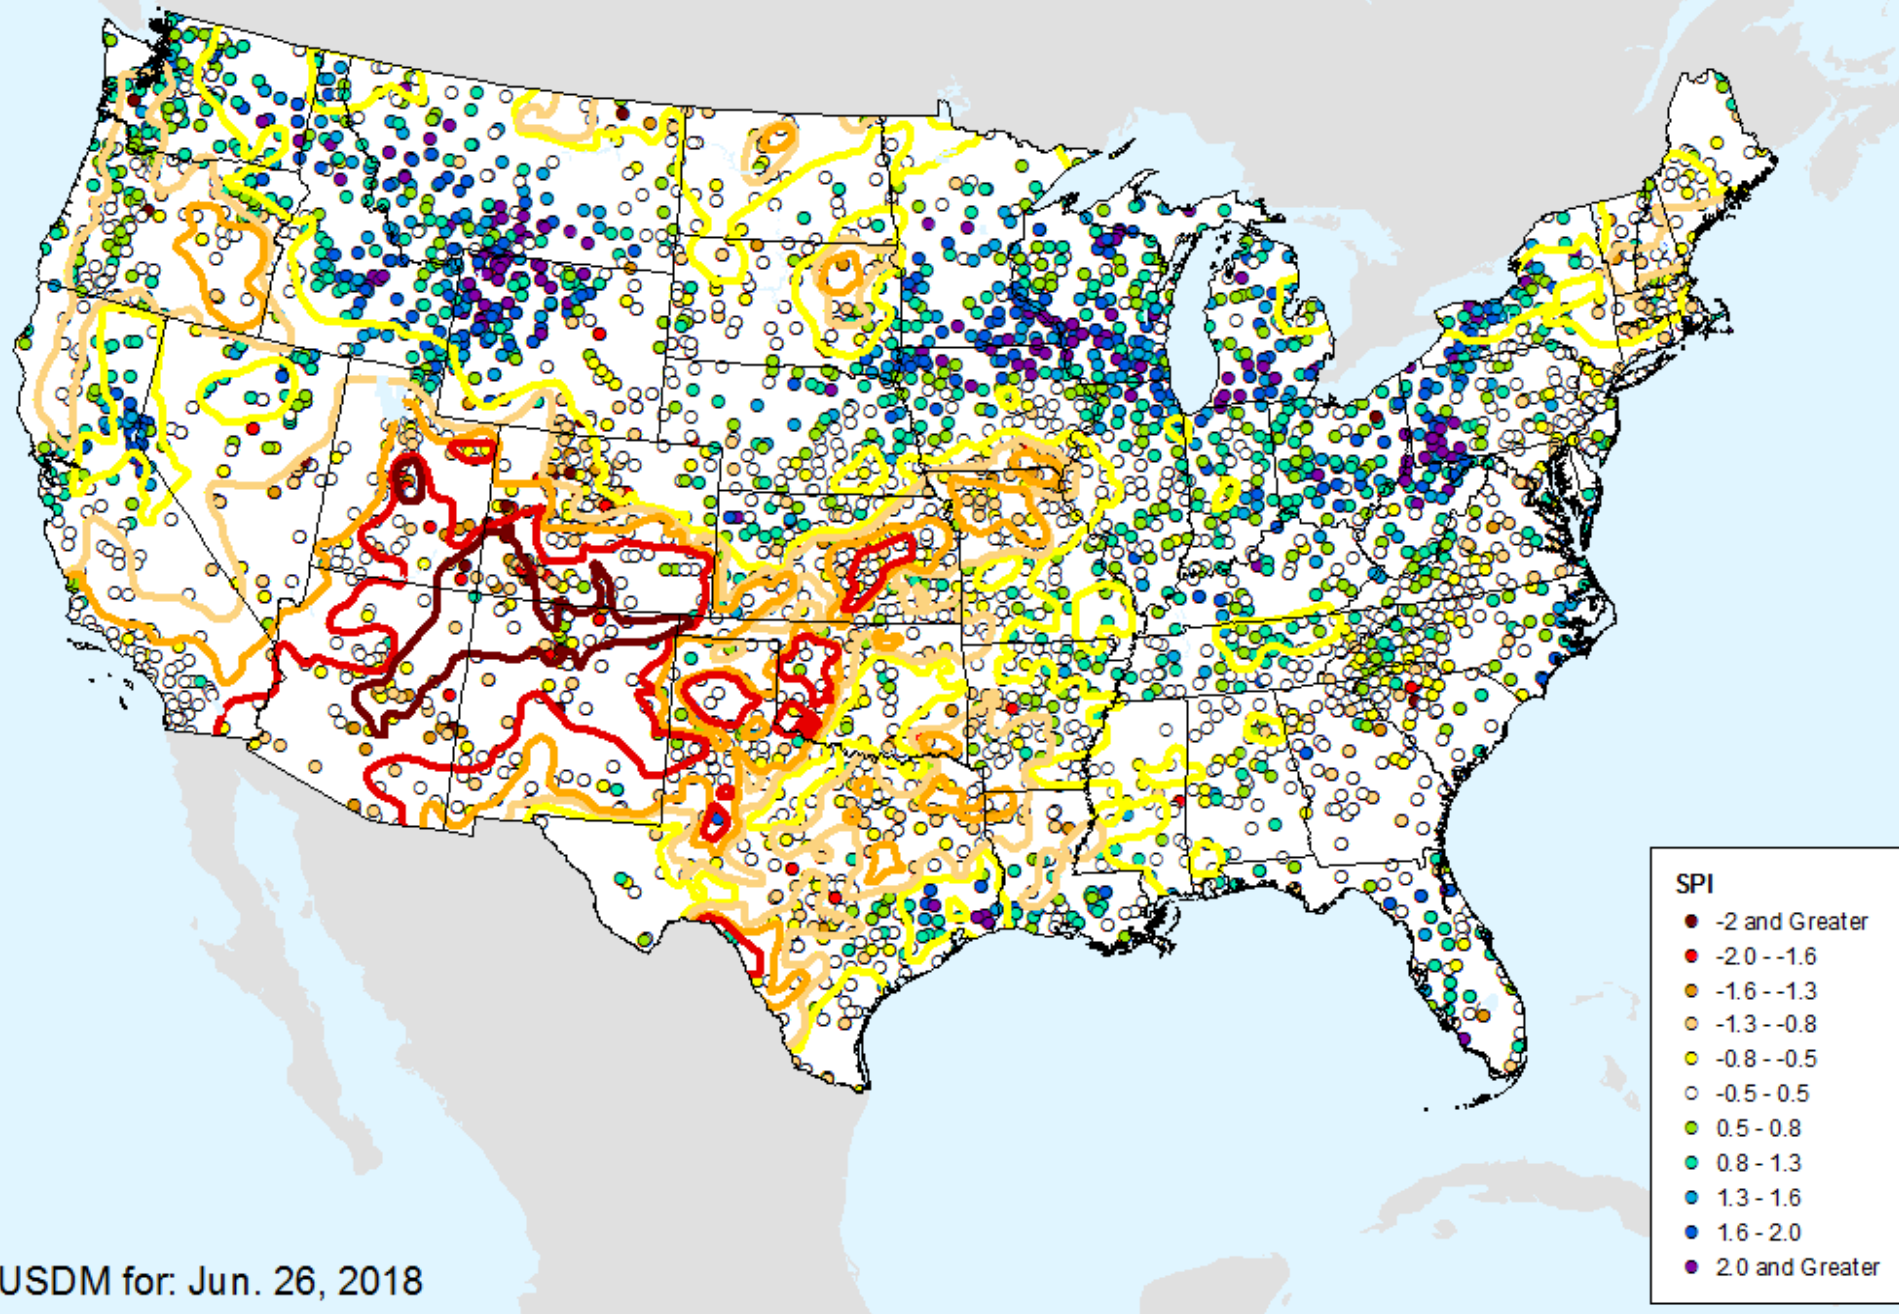 SPI
-2 and Greater
-2.0 - -1.6
-1.6 - -1.3
-1.3 - -0.8
-0.8 - -0.5
-0.5 - 0.5
0.5 - 0.8
0.8 - 1.3
1.3 - 1.6
1.6 - 2.0
2.0 and Greater
USDM for: Jun. 26, 2018